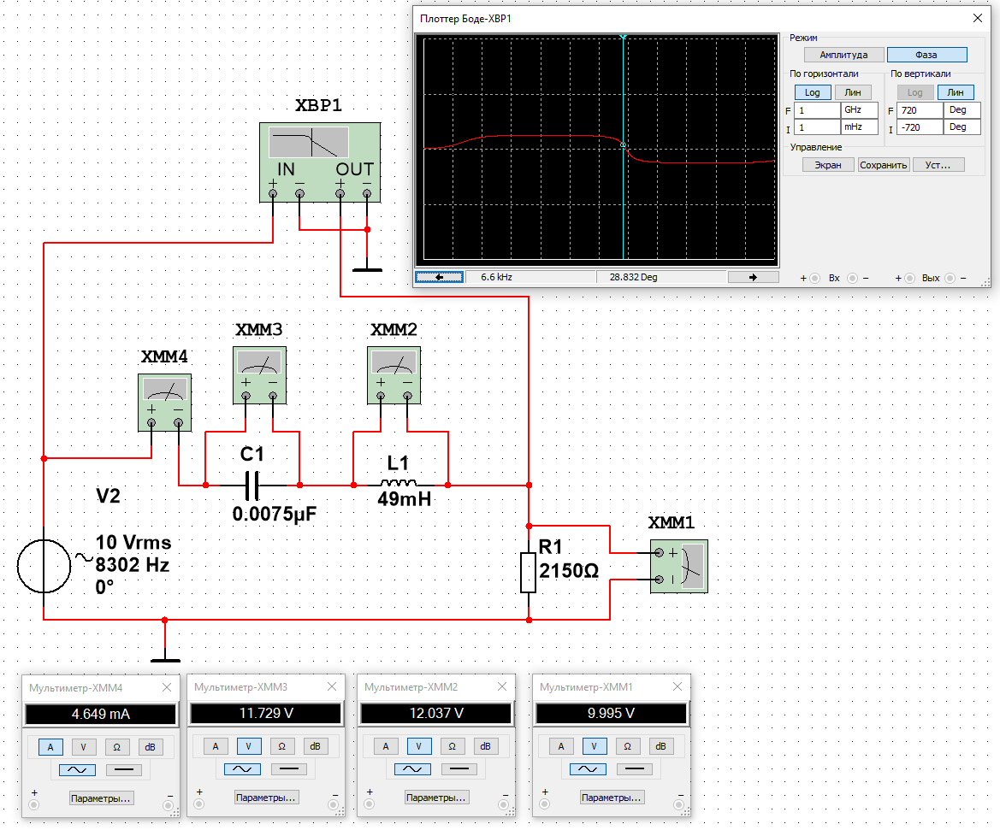 Плоттер Боде-XBP1
Режим
Амплитуда Фаза
По горизонтали По вертикали
Log Лин Log Лин
F 1 GHz F 720 Deg
I 1 mHz I -720 Deg
Управление
Экран Сохранить Уст...
6.6 kHz 28.832 Deg
+ Вх − + Вых −
XBP1
IN OUT
+ − + −
XMM3
+ −
XMM2
+ −
XMM4
+ −
C1
0.0075µF
L1
49mH
V2
10 Vrms
8302 Hz
0°
XMM1
+ −
R1
2150Ω
Мультиметр-XMM4
4.649 mA
A V Ω dB
+ Параметры... −
Мультиметр-XMM3
11.729 V
A V Ω dB
+ Параметры... −
Мультиметр-XMM2
12.037 V
A V Ω dB
+ Параметры... −
Мультиметр-XMM1
9.995 V
A V Ω dB
+ Параметры... −